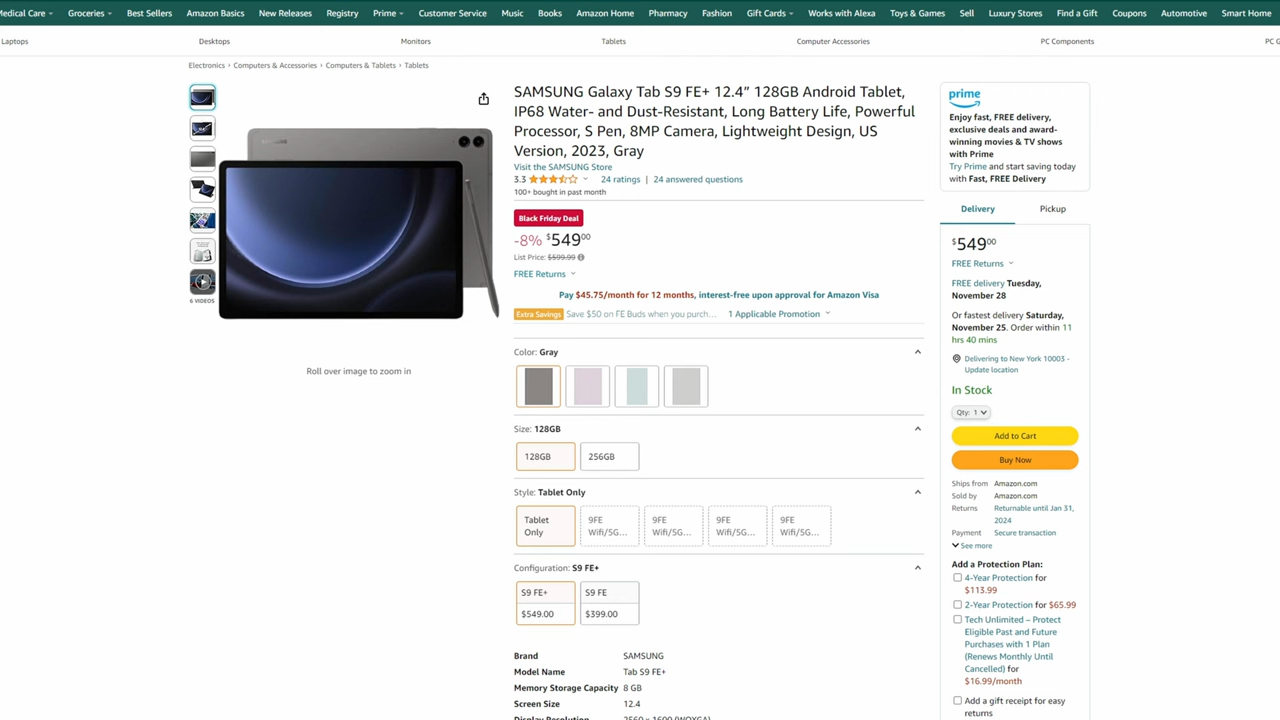 Medical Care Groceries Best Sellers Amazon Basics New Releases Registry Prime Customer Service Music Books Amazon Home Pharmacy Fashion Gift Cards Works with Alexa Toys & Games Sell Luxury Stores Find a Gift Coupons Automotive Smart Home
Laptops Desktops Monitors Tablets Computer Accessories PC Components PC G
Electronics › Computers & Accessories › Computers & Tablets › Tablets
6 VIDEOS
Roll over image to zoom in
SAMSUNG Galaxy Tab S9 FE+ 12.4” 128GB Android Tablet,
IP68 Water- and Dust-Resistant, Long Battery Life, Powerful
Processor, S Pen, 8MP Camera, Lightweight Design, US
Version, 2023, Gray
Visit the SAMSUNG Store
3.3 24 ratings | 24 answered questions
100+ bought in past month
Black Friday Deal
-8% $54900
List Price: $599.99
FREE Returns
Pay $45.75/month for 12 months, interest-free upon approval for Amazon Visa
Extra Savings Save $50 on FE Buds when you purch... 1 Applicable Promotion
Color: Gray
Size: 128GB
128GB 256GB
Style: Tablet Only
Tablet Only
9FE Wifi/5G...
9FE Wifi/5G...
9FE Wifi/5G...
9FE Wifi/5G...
Configuration: S9 FE+
S9 FE+ S9 FE
$549.00 $399.00
Brand SAMSUNG
Model Name Tab S9 FE+
Memory Storage Capacity 8 GB
Screen Size 12.4
Display Resolution 2560 x 1600 (WQXGA)
prime
Enjoy fast, FREE delivery,
exclusive deals and award-
winning movies & TV shows
with Prime
Try Prime and start saving today
with Fast, FREE Delivery
Delivery Pickup
$54900
FREE Returns
FREE delivery Tuesday,
November 28
Or fastest delivery Saturday,
November 25. Order within 11
hrs 40 mins
Delivering to New York 10003 -
Update location
In Stock
Qty: 1
Add to Cart
Buy Now
Ships from Amazon.com
Sold by Amazon.com
Returns Returnable until Jan 31,
2024
Payment Secure transaction
See more
Add a Protection Plan:
4-Year Protection for
$113.99
2-Year Protection for $65.99
Tech Unlimited – Protect
Eligible Past and Future
Purchases with 1 Plan
(Renews Monthly Until
Cancelled) for
$16.99/month
Add a gift receipt for easy
returns